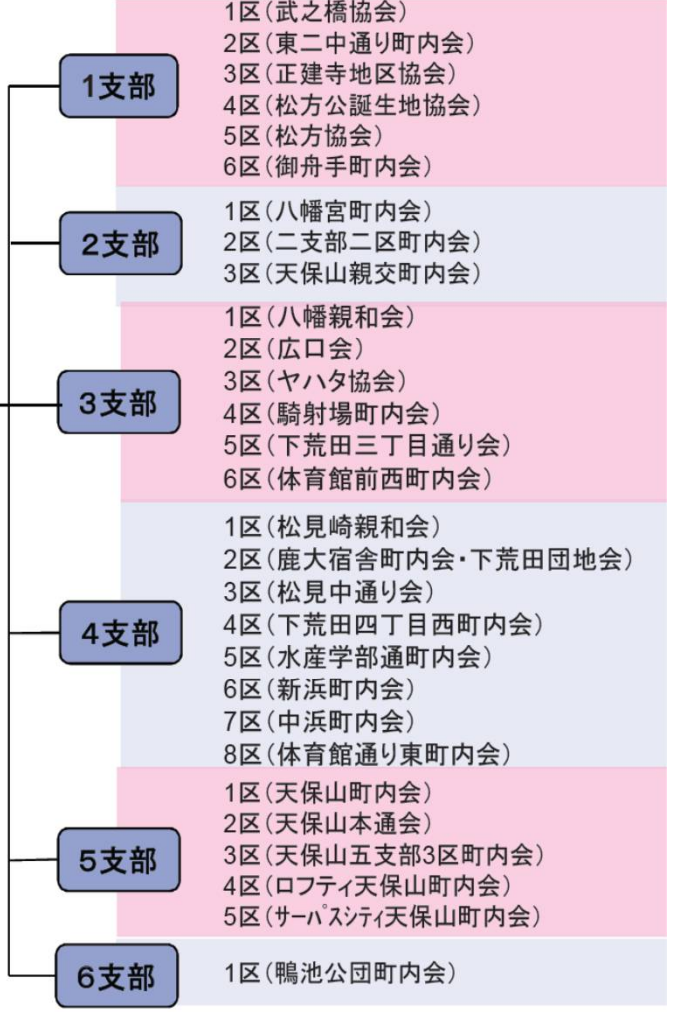 1支部
1区(武之橋協会)
2区(東二中通り町内会)
3区(正建寺地区協会)
4区(松方公誕生地協会)
5区(松方協会)
6区(御舟手町内会)
2支部
1区(八幡宮町内会)
2区(二支部二区町内会)
3区(天保山親交町内会)
3支部
1区(八幡親和会)
2区(広口会)
3区(ヤハタ協会)
4区(騎射場町内会)
5区(下荒田三丁目通り会)
6区(体育館前西町内会)
4支部
1区(松見崎親和会)
2区(鹿大宿舎町内会・下荒田団地会)
3区(松見中通り会)
4区(下荒田四丁目西町内会)
5区(水産学部通町内会)
6区(新浜町内会)
7区(中浜町内会)
8区(体育館通り東町内会)
5支部
1区(天保山町内会)
2区(天保山本通会)
3区(天保山五支部3区町内会)
4区(ロフティ天保山町内会)
5区(サーパスシティ天保山町内会)
6支部
1区(鴨池公団町内会)